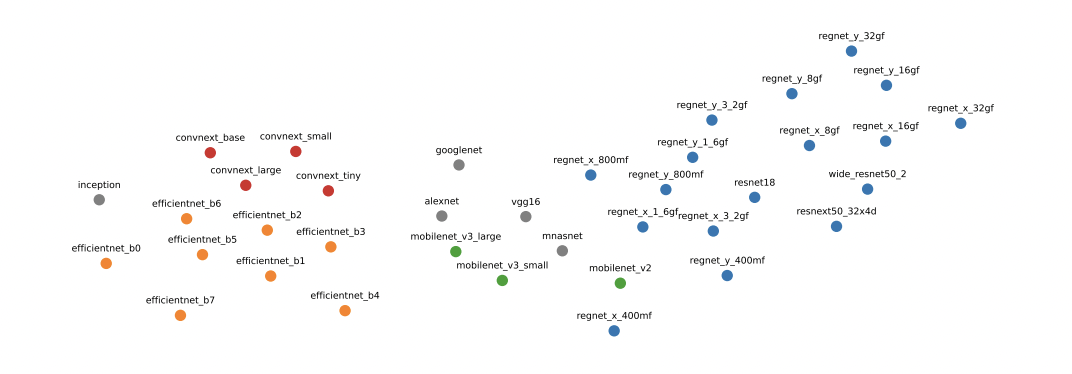 regnet_y_32gf
regnet_y_8gf
regnet_y_16gf
regnet_y_3_2gf
regnet_x_32gf
regnet_x_8gf
regnet_x_16gf
convnext_base
convnext_small
regnet_y_1_6gf
googlenet
regnet_x_800mf
convnext_large
convnext_tiny
regnet_y_800mf
wide_resnet50_2
inception
resnet18
efficientnet_b6
alexnet
vgg16
efficientnet_b2
regnet_x_1_6gf
regnet_x_3_2gf
resnext50_32x4d
efficientnet_b3
efficientnet_b5
mobilenet_v3_large
mnasnet
efficientnet_b0
efficientnet_b1
mobilenet_v3_small
mobilenet_v2
regnet_y_400mf
efficientnet_b7
efficientnet_b4
regnet_x_400mf